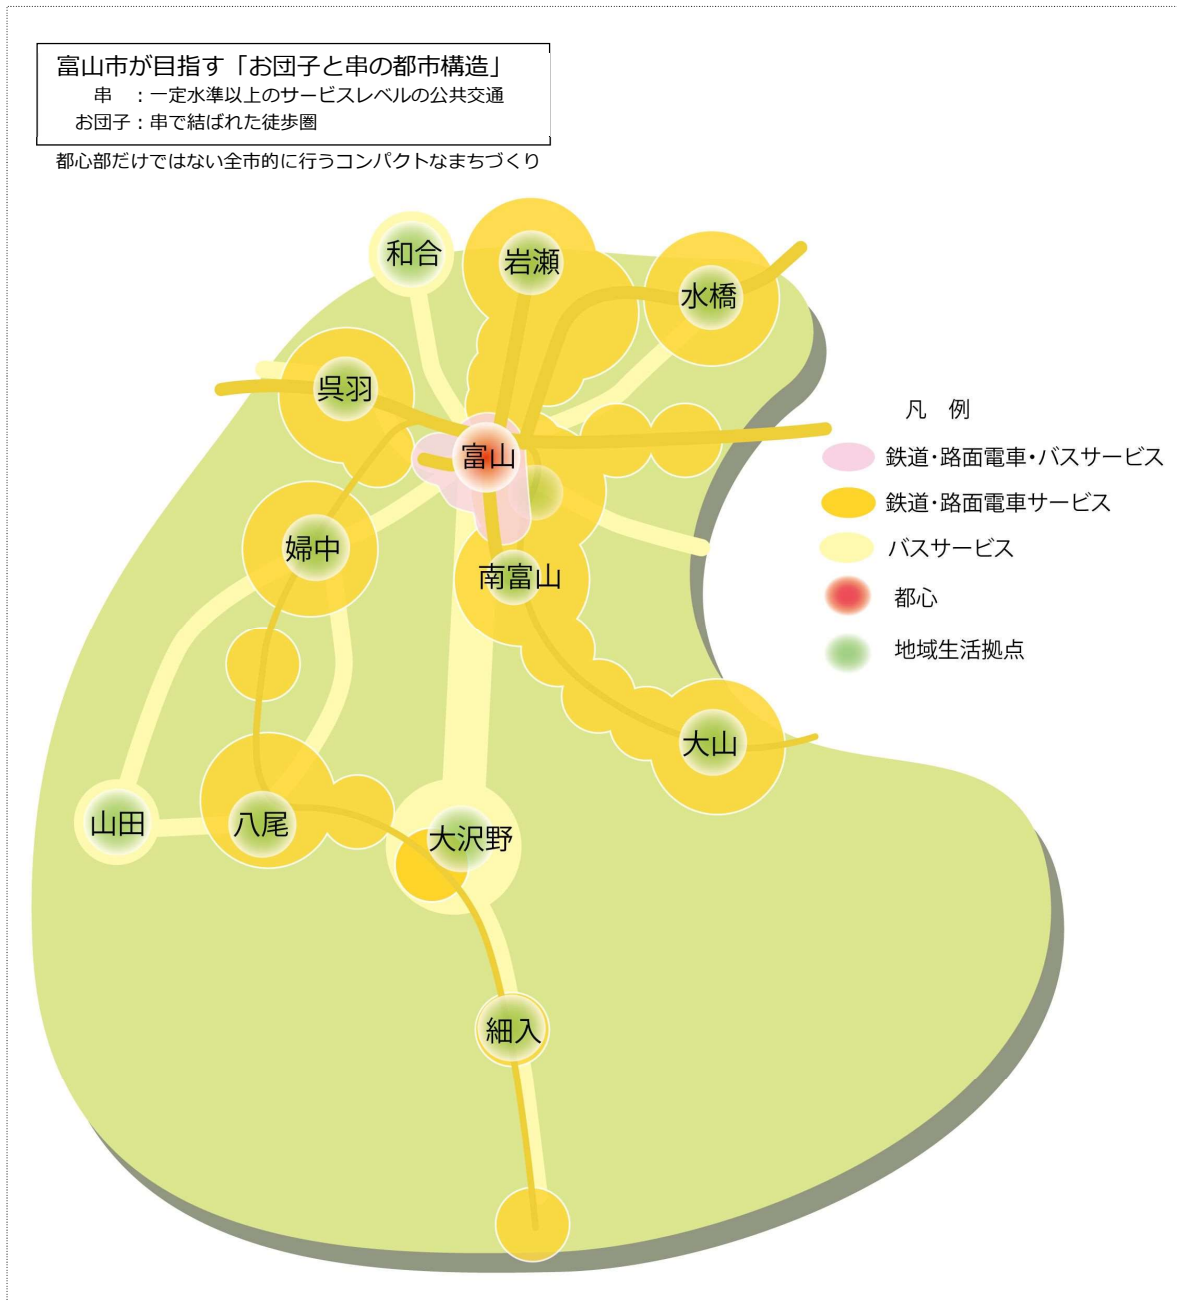 富山市が目指す「お団子と串の都市構造」
串　：一定水準以上のサービスレベルの公共交通
お団子：串で結ばれた徒歩圏
都心部だけではない全市的に行うコンパクトなまちづくり
和合
岩瀬
水橋
呉羽
富山
婦中
南富山
大山
山田
八尾
大沢野
細入
凡　例
鉄道・路面電車・バスサービス
鉄道・路面電車サービス
バスサービス
都心
地域生活拠点